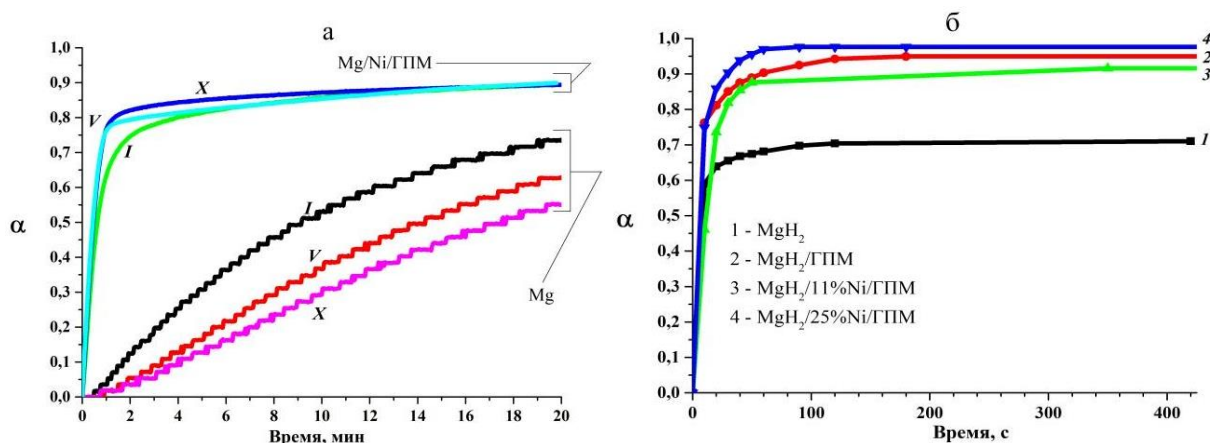 а
1,0
0,9
0,8
0,7
0,6
0,5
0,4
0,3
0,2
0,1
0,0
α
X
V
I
I
V
X
Mg/Ni/ГПМ
Mg
0 2 4 6 8 10 12 14 16 18 20
Время, мин
б
1,0
0,9
0,8
0,7
0,6
0,5
0,4
0,3
0,2
0,1
0,0
α
4
2
3
1
1 - MgH₂
2 - MgH₂/ГПМ
3 - MgH₂/11%Ni/ГПМ
4 - MgH₂/25%Ni/ГПМ
0 100 200 300 400
Время, с